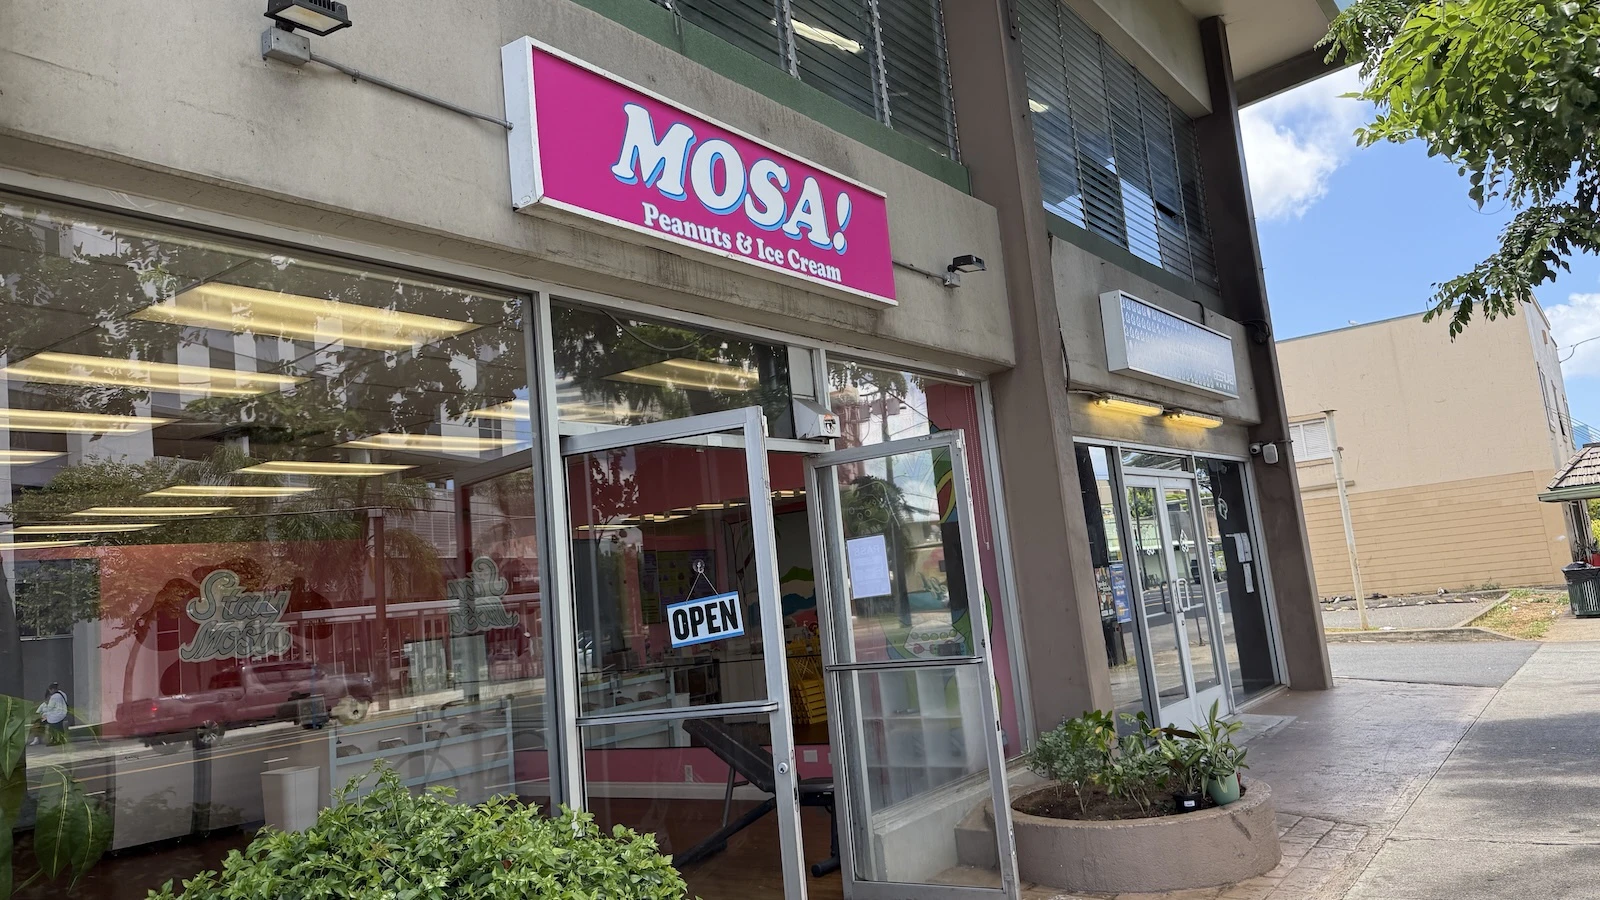 MOSA!
Peanuts & Ice Cream
OPEN
Stay
Mosa